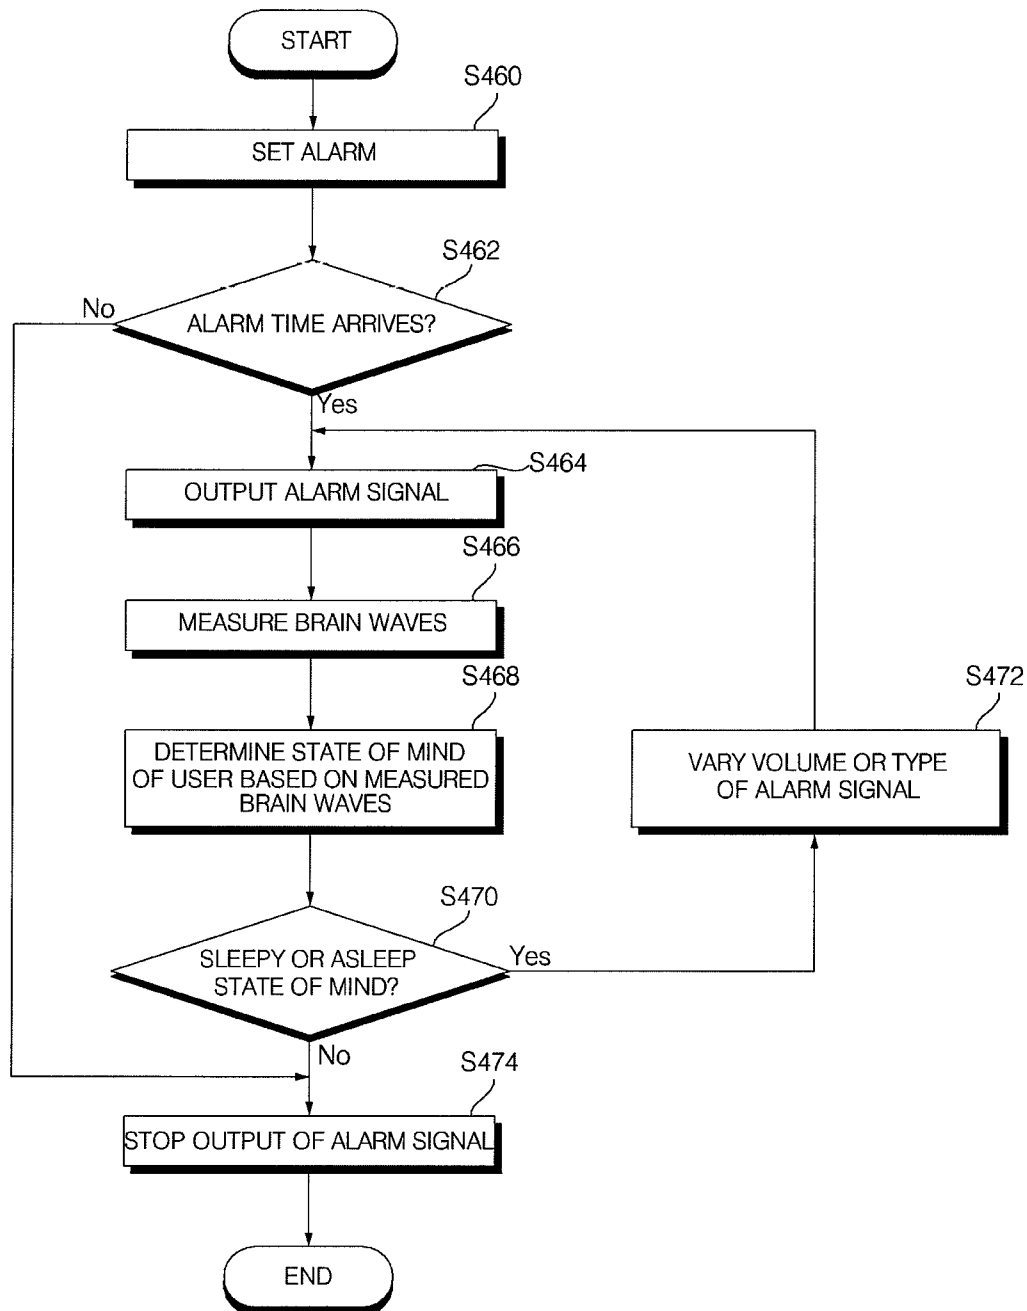 START
S460
SET ALARM
S462
No
ALARM TIME ARRIVES?
Yes
S464
OUTPUT ALARM SIGNAL
S466
MEASURE BRAIN WAVES
S468
DETERMINE STATE OF MIND
OF USER BASED ON MEASURED
BRAIN WAVES
S472
VARY VOLUME OR TYPE
OF ALARM SIGNAL
S470
SLEEPY OR ASLEEP
STATE OF MIND?
Yes
No
S474
STOP OUTPUT OF ALARM SIGNAL
END